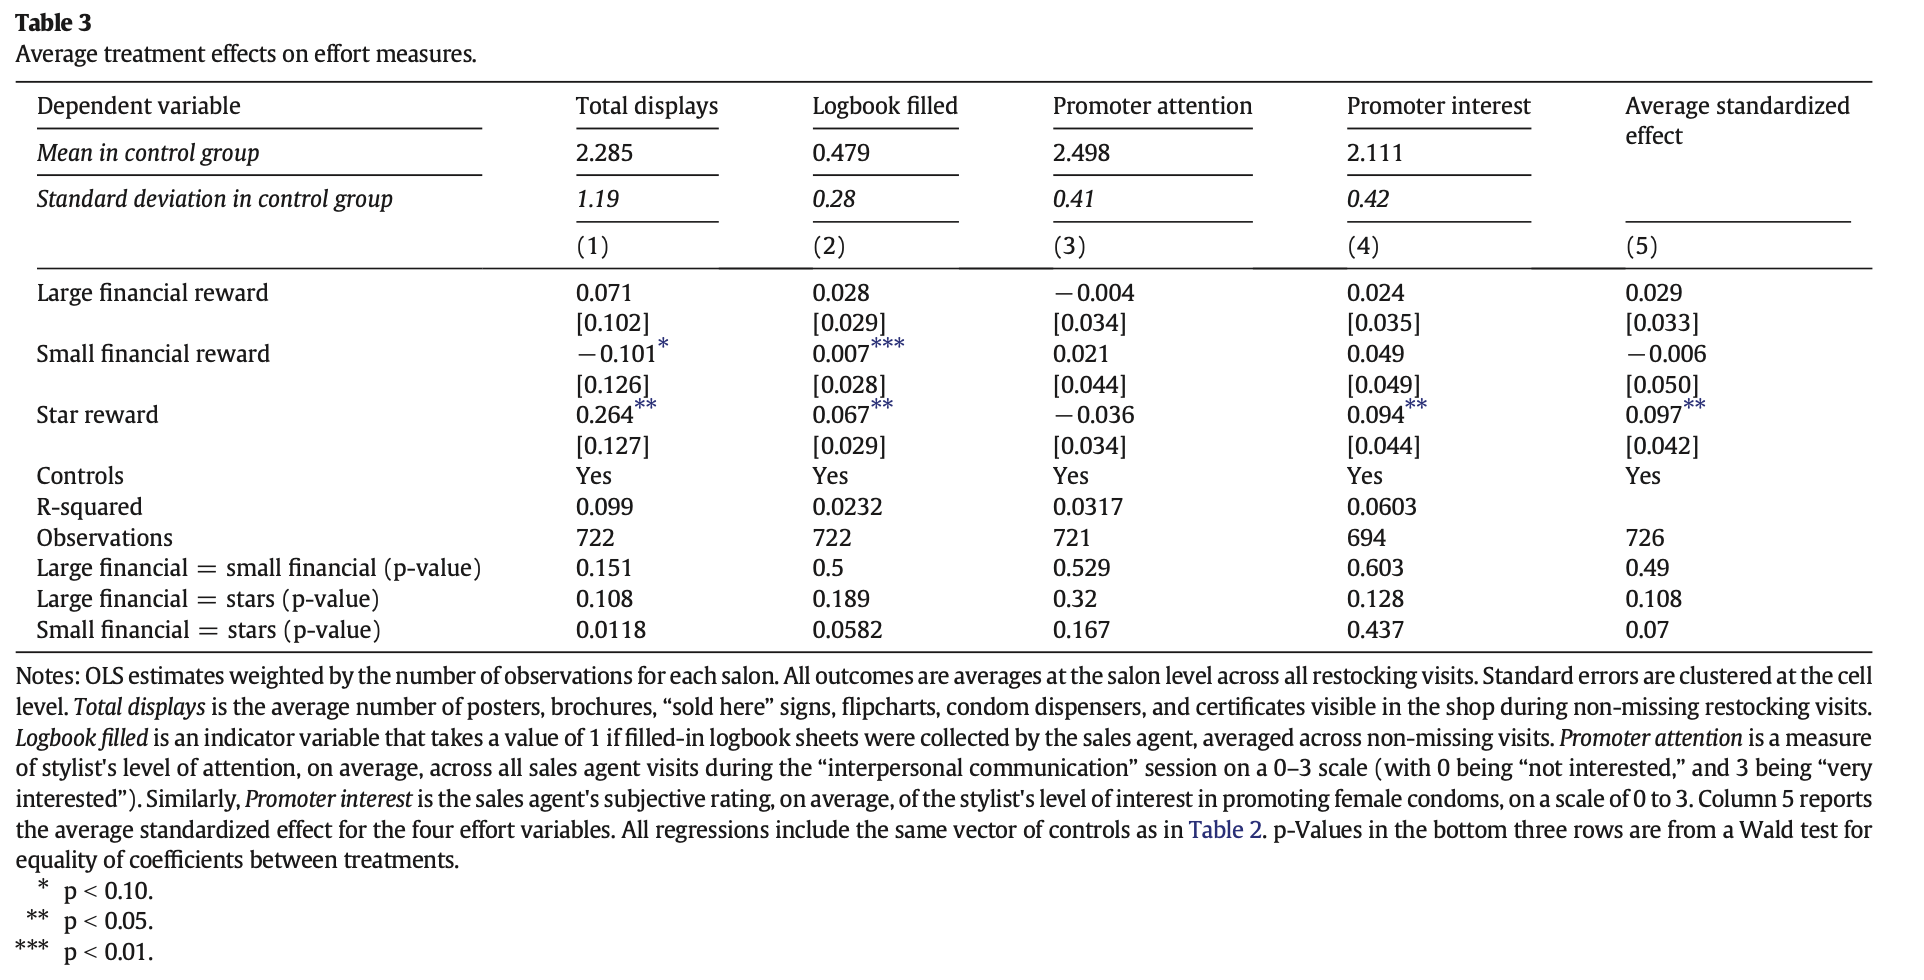 Table 3
Average treatment effects on effort measures.
Dependent variable Total displays Logbook filled Promoter attention Promoter interest Average standardized effect
Mean in control group 2.285 0.479 2.498 2.111
Standard deviation in control group 1.19 0.28 0.41 0.42
(1) (2) (3) (4) (5)
Large financial reward 0.071 0.028 −0.004 0.024 0.029
[0.102] [0.029] [0.034] [0.035] [0.033]
Small financial reward −0.101* 0.007*** 0.021 0.049 −0.006
[0.126] [0.028] [0.044] [0.049] [0.050]
Star reward 0.264** 0.067** −0.036 0.094** 0.097**
[0.127] [0.029] [0.034] [0.044] [0.042]
Controls Yes Yes Yes Yes Yes
R-squared 0.099 0.0232 0.0317 0.0603
Observations 722 722 721 694 726
Large financial = small financial (p-value) 0.151 0.5 0.529 0.603 0.49
Large financial = stars (p-value) 0.108 0.189 0.32 0.128 0.108
Small financial = stars (p-value) 0.0118 0.0582 0.167 0.437 0.07
Notes: OLS estimates weighted by the number of observations for each salon. All outcomes are averages at the salon level across all restocking visits. Standard errors are clustered at the cell
level. Total displays is the average number of posters, brochures, “sold here” signs, flipcharts, condom dispensers, and certificates visible in the shop during non-missing restocking visits.
Logbook filled is an indicator variable that takes a value of 1 if filled-in logbook sheets were collected by the sales agent, averaged across non-missing visits. Promoter attention is a measure
of stylist's level of attention, on average, across all sales agent visits during the “interpersonal communication” session on a 0–3 scale (with 0 being “not interested,” and 3 being “very
interested”). Similarly, Promoter interest is the sales agent's subjective rating, on average, of the stylist's level of interest in promoting female condoms, on a scale of 0 to 3. Column 5 reports
the average standardized effect for the four effort variables. All regressions include the same vector of controls as in Table 2. p-Values in the bottom three rows are from a Wald test for
equality of coefficients between treatments.
* p < 0.10.
** p < 0.05.
*** p < 0.01.